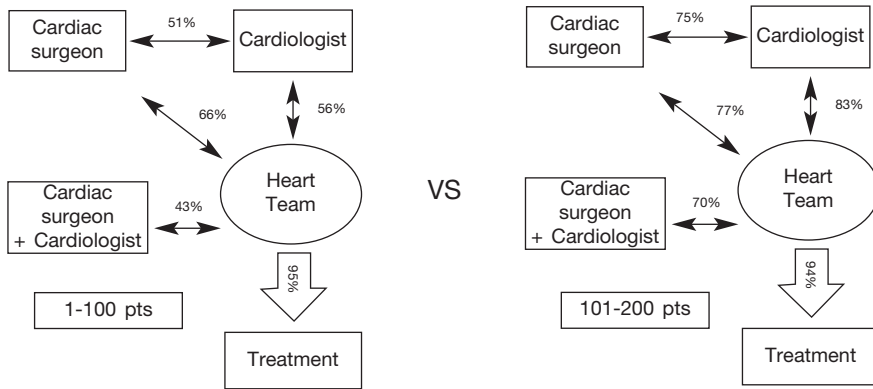 Cardiac
surgeon
51%
Cardiologist
66%
56%
Heart
Team
Cardiac
surgeon
+ Cardiologist
43%
95%
1-100 pts
Treatment
VS
Cardiac
surgeon
75%
Cardiologist
77%
83%
Heart
Team
Cardiac
surgeon
+ Cardiologist
70%
94%
101-200 pts
Treatment